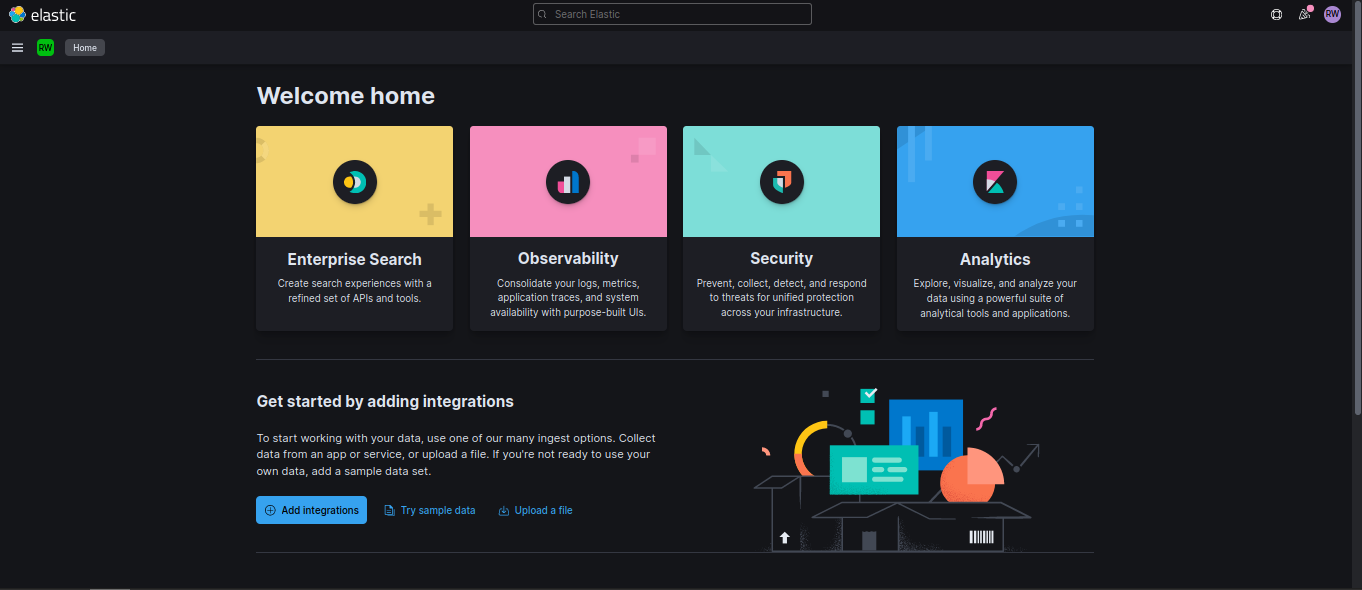 elastic
Search Elastic
RW
RW
Home
Welcome home
Enterprise Search
Create search experiences with a
refined set of APIs and tools.
Observability
Consolidate your logs, metrics,
application traces, and system
availability with purpose-built UIs.
Security
Prevent, collect, detect, and respond
to threats for unified protection
across your infrastructure.
Analytics
Explore, visualize, and analyze your
data using a powerful suite of
analytical tools and applications.
Get started by adding integrations
To start working with your data, use one of our many ingest options. Collect
data from an app or service, or upload a file. If you're not ready to use your
own data, add a sample data set.
Add integrations
Try sample data
Upload a file